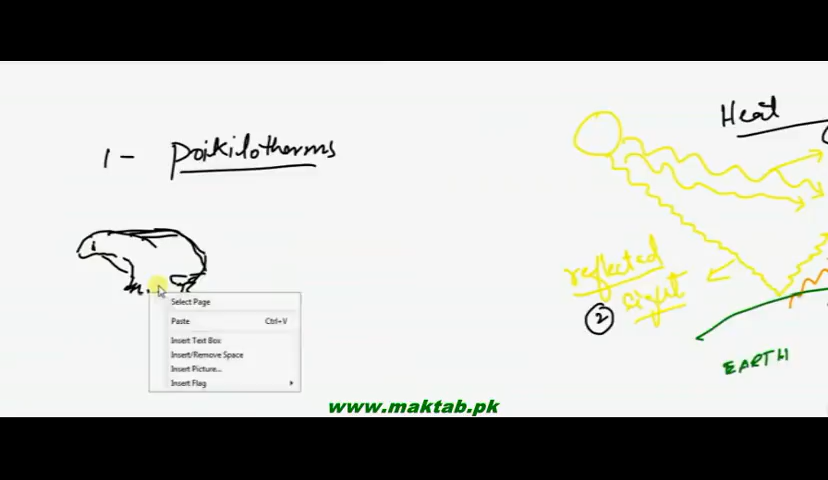 1- Poikilotherms
Heat
reflected
light
2
EARTH
Select Page
Paste Ctrl+V
Insert Text Box
Insert/Remove Space
Insert Picture...
Insert Flag
www.maktab.pk